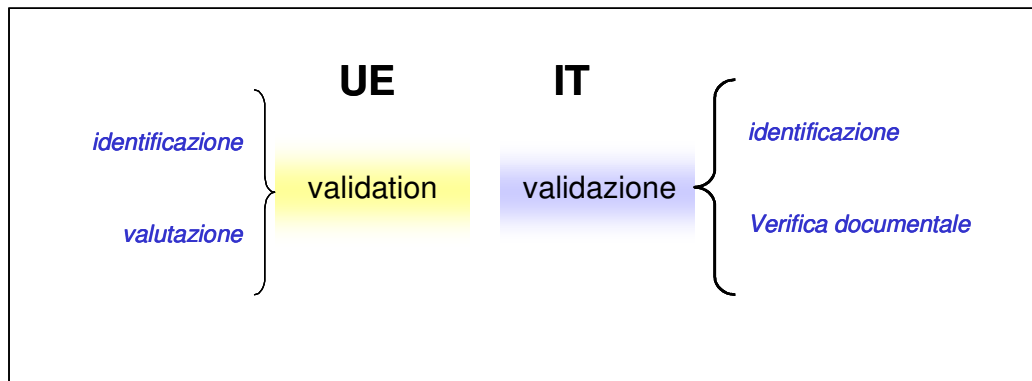 UE IT
identificazione
identificazione
validation validazione
valutazione
Verifica documentale